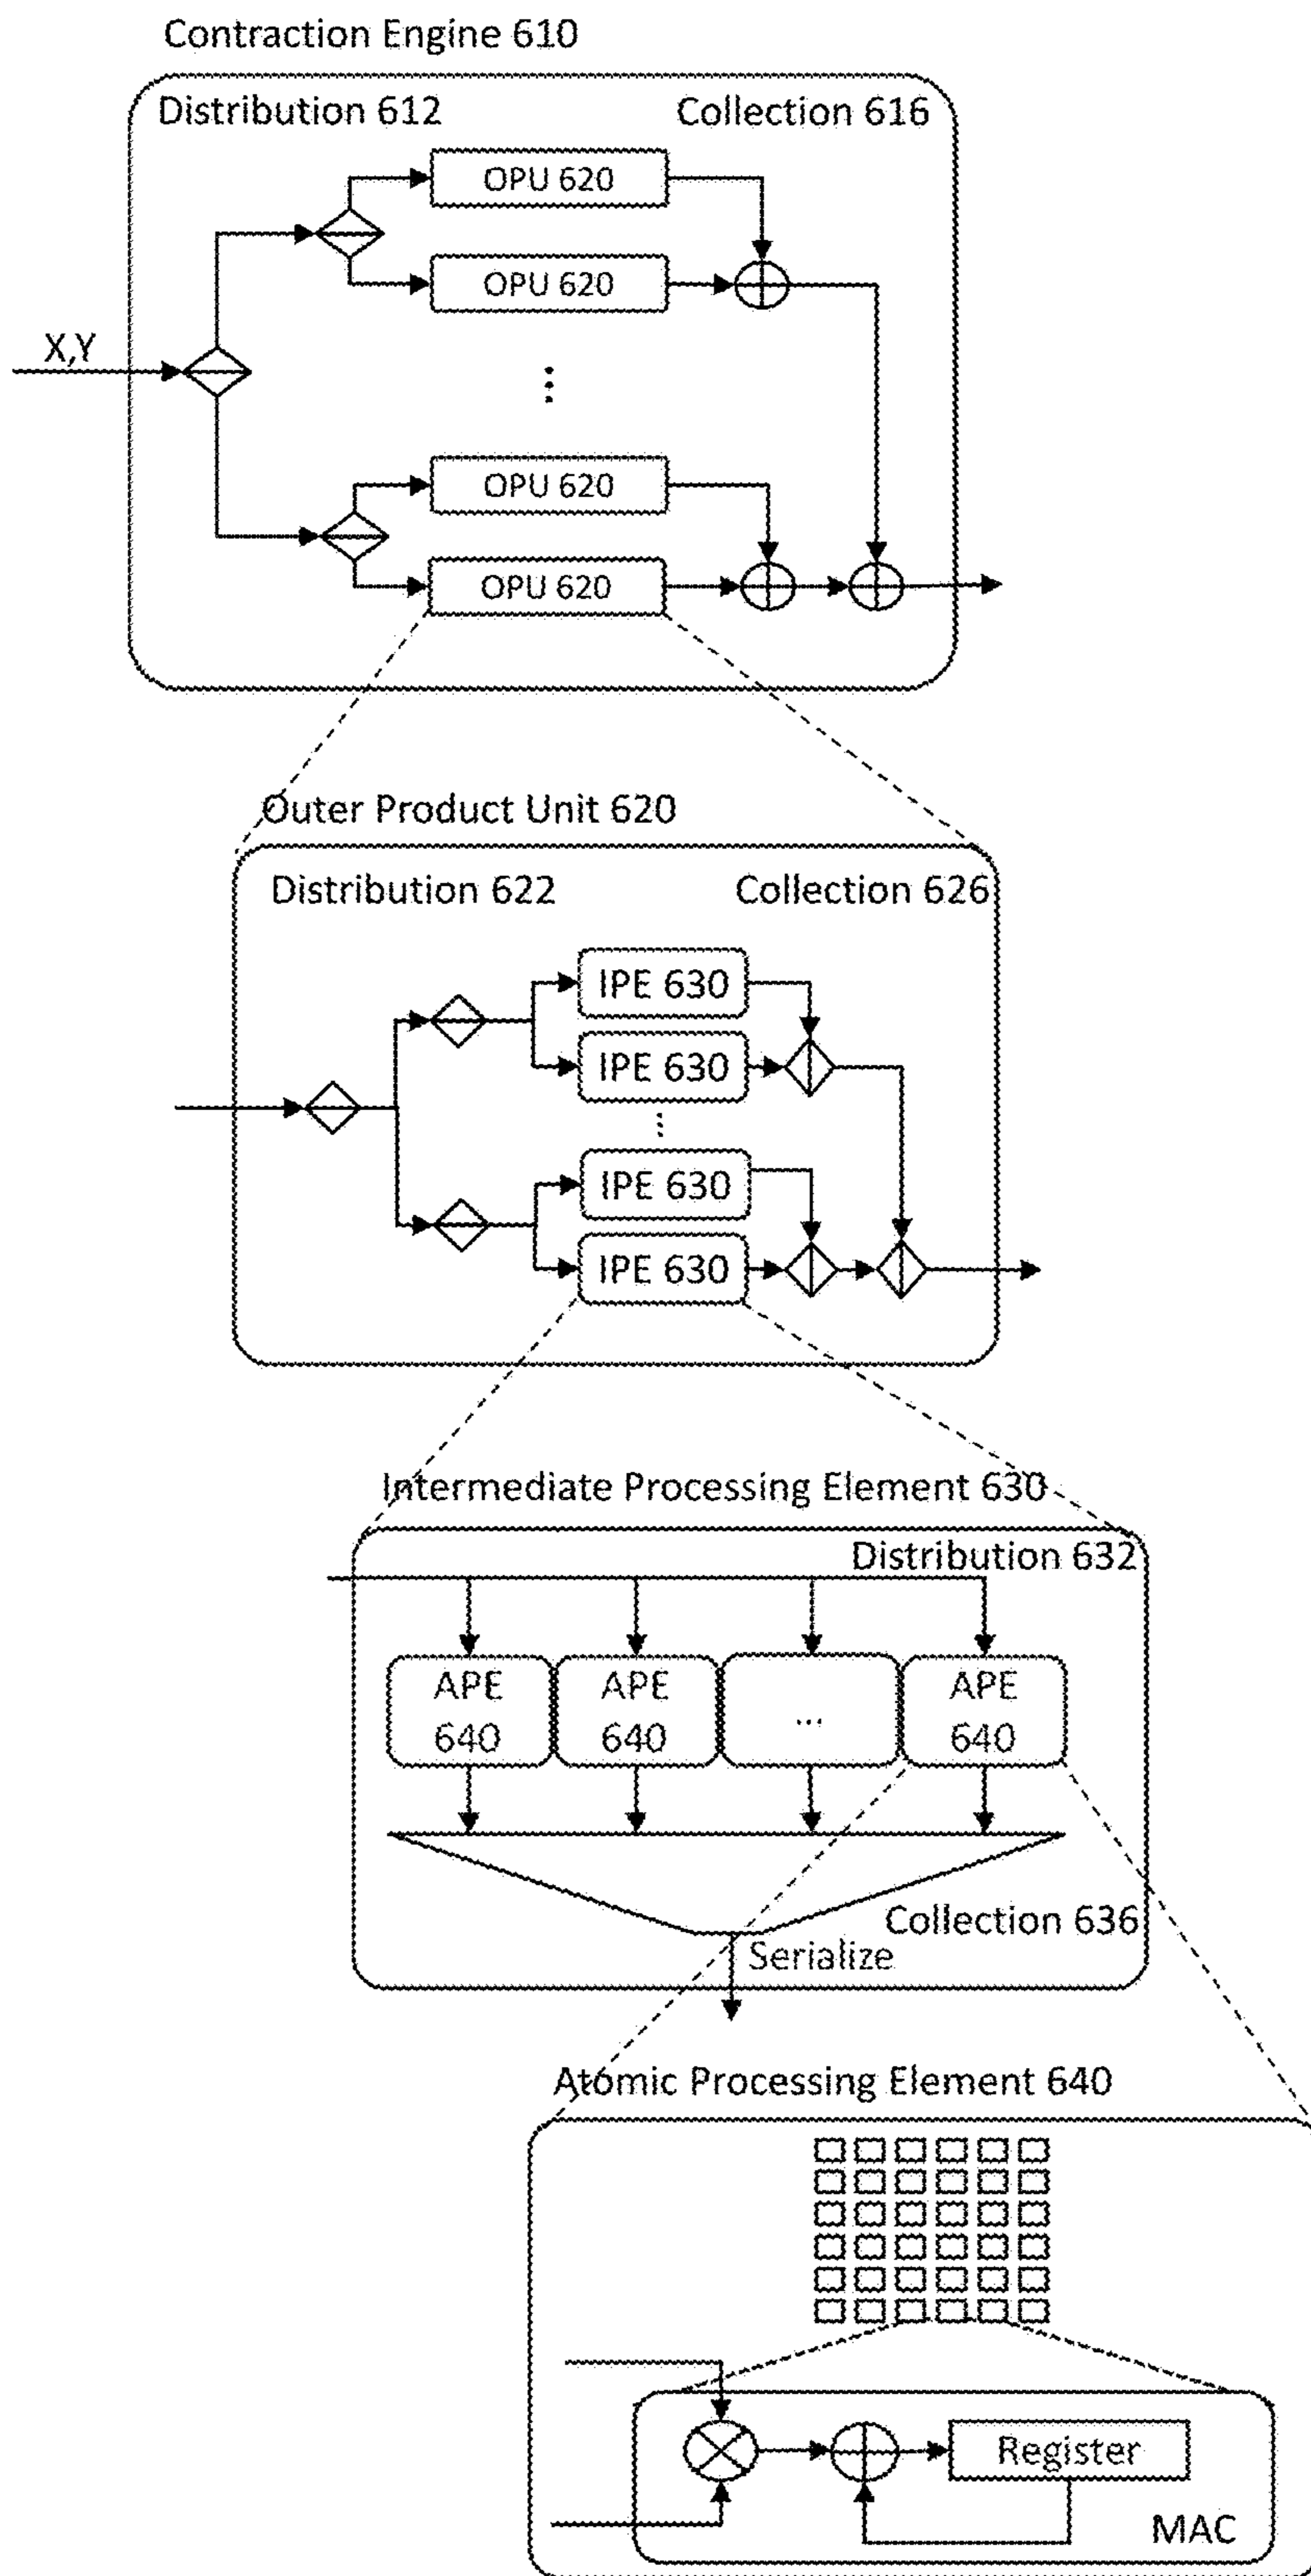 Contraction Engine 610
Distribution 612
Collection 616
OPU 620
OPU 620
X,Y
⋮
OPU 620
OPU 620
Outer Product Unit 620
Distribution 622
Collection 626
IPE 630
IPE 630
⋮
IPE 630
IPE 630
Intermediate Processing Element 630
Distribution 632
APE
640
APE
640
...
APE
640
Collection 636
Serialize
Atomic Processing Element 640
Register
MAC